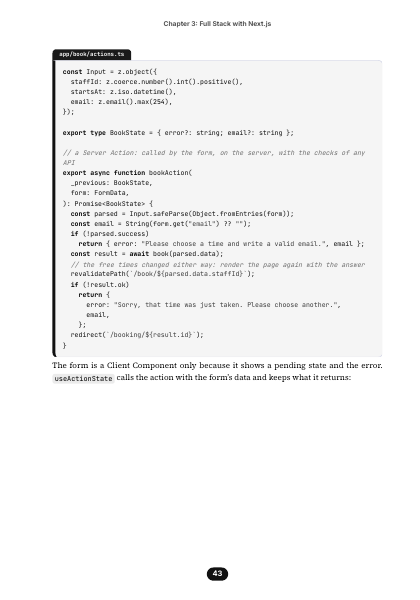 Chapter 3: Full Stack with Next.js
app/book/actions.ts
const Input = z.object({
  staffId: z.coerce.number().int().positive(),
  startsAt: z.iso.datetime(),
  email: z.email().max(254),
});

export type BookState = { error?: string; email?: string };

// a Server Action: called by the form, on the server, with the checks of any
API
export async function bookAction(
  _previous: BookState,
  form: FormData,
): Promise<BookState> {
  const parsed = Input.safeParse(Object.fromEntries(form));
  const email = String(form.get("email") ?? "");
  if (!parsed.success)
    return { error: "Please choose a time and write a valid email.", email };
  const result = await book(parsed.data);
  // the free times changed either way: render the page again with the answer
  revalidatePath(`/book/${parsed.data.staffId}`);
  if (!result.ok)
    return {
      error: "Sorry, that time was just taken. Please choose another.",
      email,
    };
  redirect(`/booking/${result.id}`);
}
The form is a Client Component only because it shows a pending state and the error.
useActionState calls the action with the form's data and keeps what it returns:
43